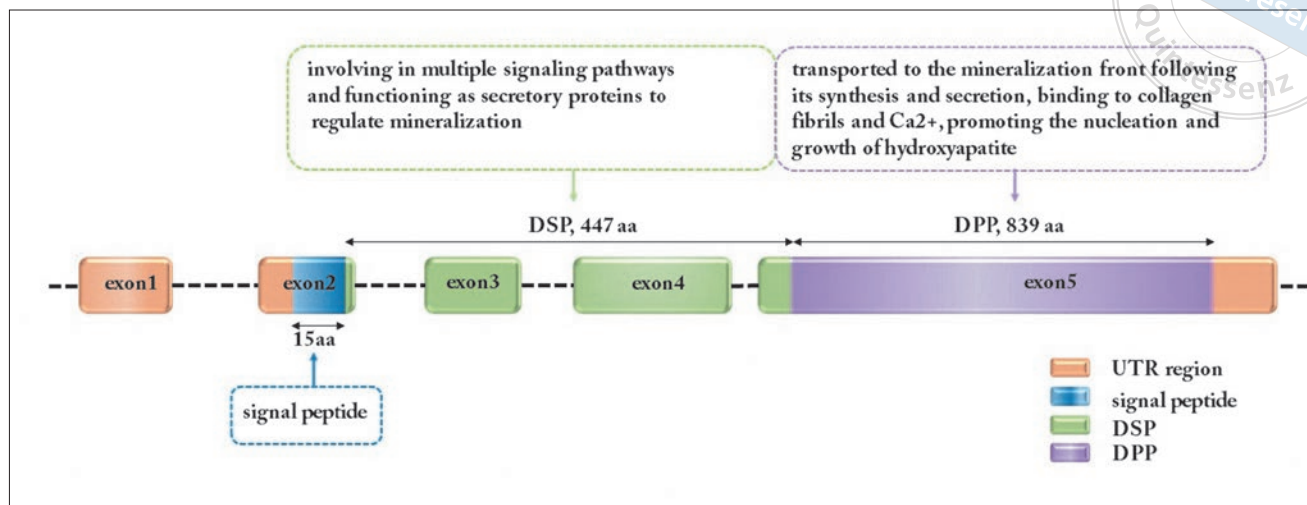 Quintessenz
involving in multiple signaling pathways
and functioning as secretory proteins to
regulate mineralization
transported to the mineralization front following
its synthesis and secretion, binding to collagen
fibrils and Ca2+, promoting the nucleation and
growth of hydroxyapatite
DSP, 447 aa
DPP, 839 aa
exon1
exon2
exon3
exon4
exon5
15aa
signal peptide
UTR region
signal peptide
DSP
DPP